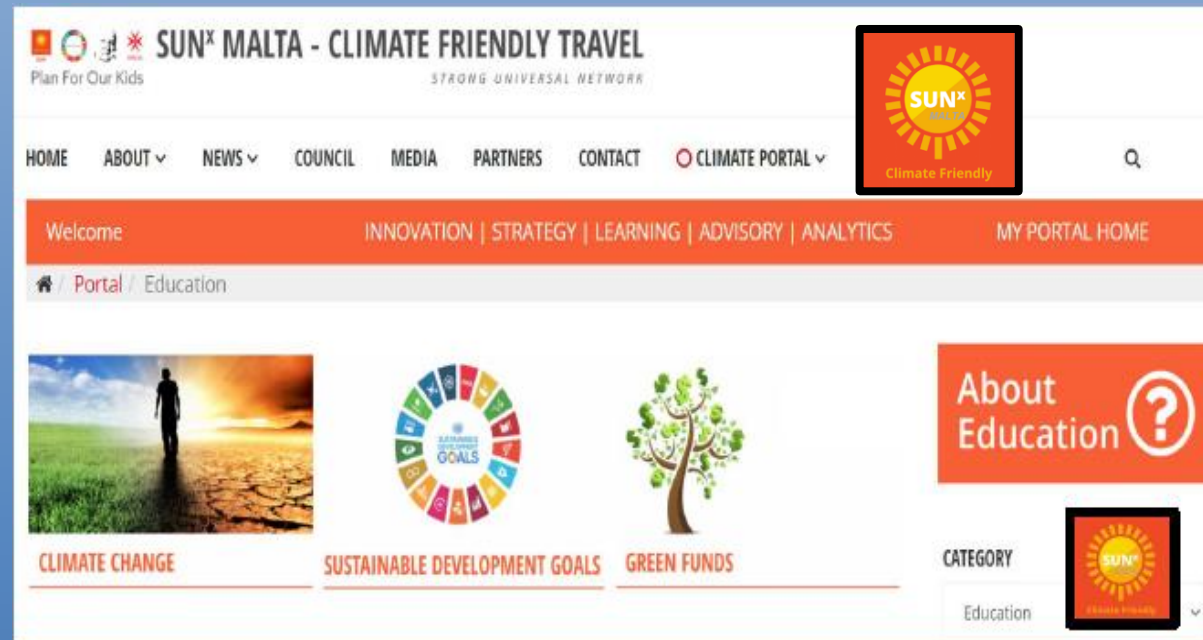 SUNˣ MALTA - CLIMATE FRIENDLY TRAVEL
Plan For Our Kids
STRONG UNIVERSAL NETWORK
SUNˣ
MALTA
Climate Friendly
HOME ABOUT NEWS COUNCIL MEDIA PARTNERS CONTACT CLIMATE PORTAL
Welcome INNOVATION | STRATEGY | LEARNING | ADVISORY | ANALYTICS MY PORTAL HOME
/ Portal / Education
SUSTAINABLE
DEVELOPMENT
GOALS
About
Education
?
CLIMATE CHANGE SUSTAINABLE DEVELOPMENT GOALS GREEN FUNDS
CATEGORY
Education
SUNˣ
Climate Friendly